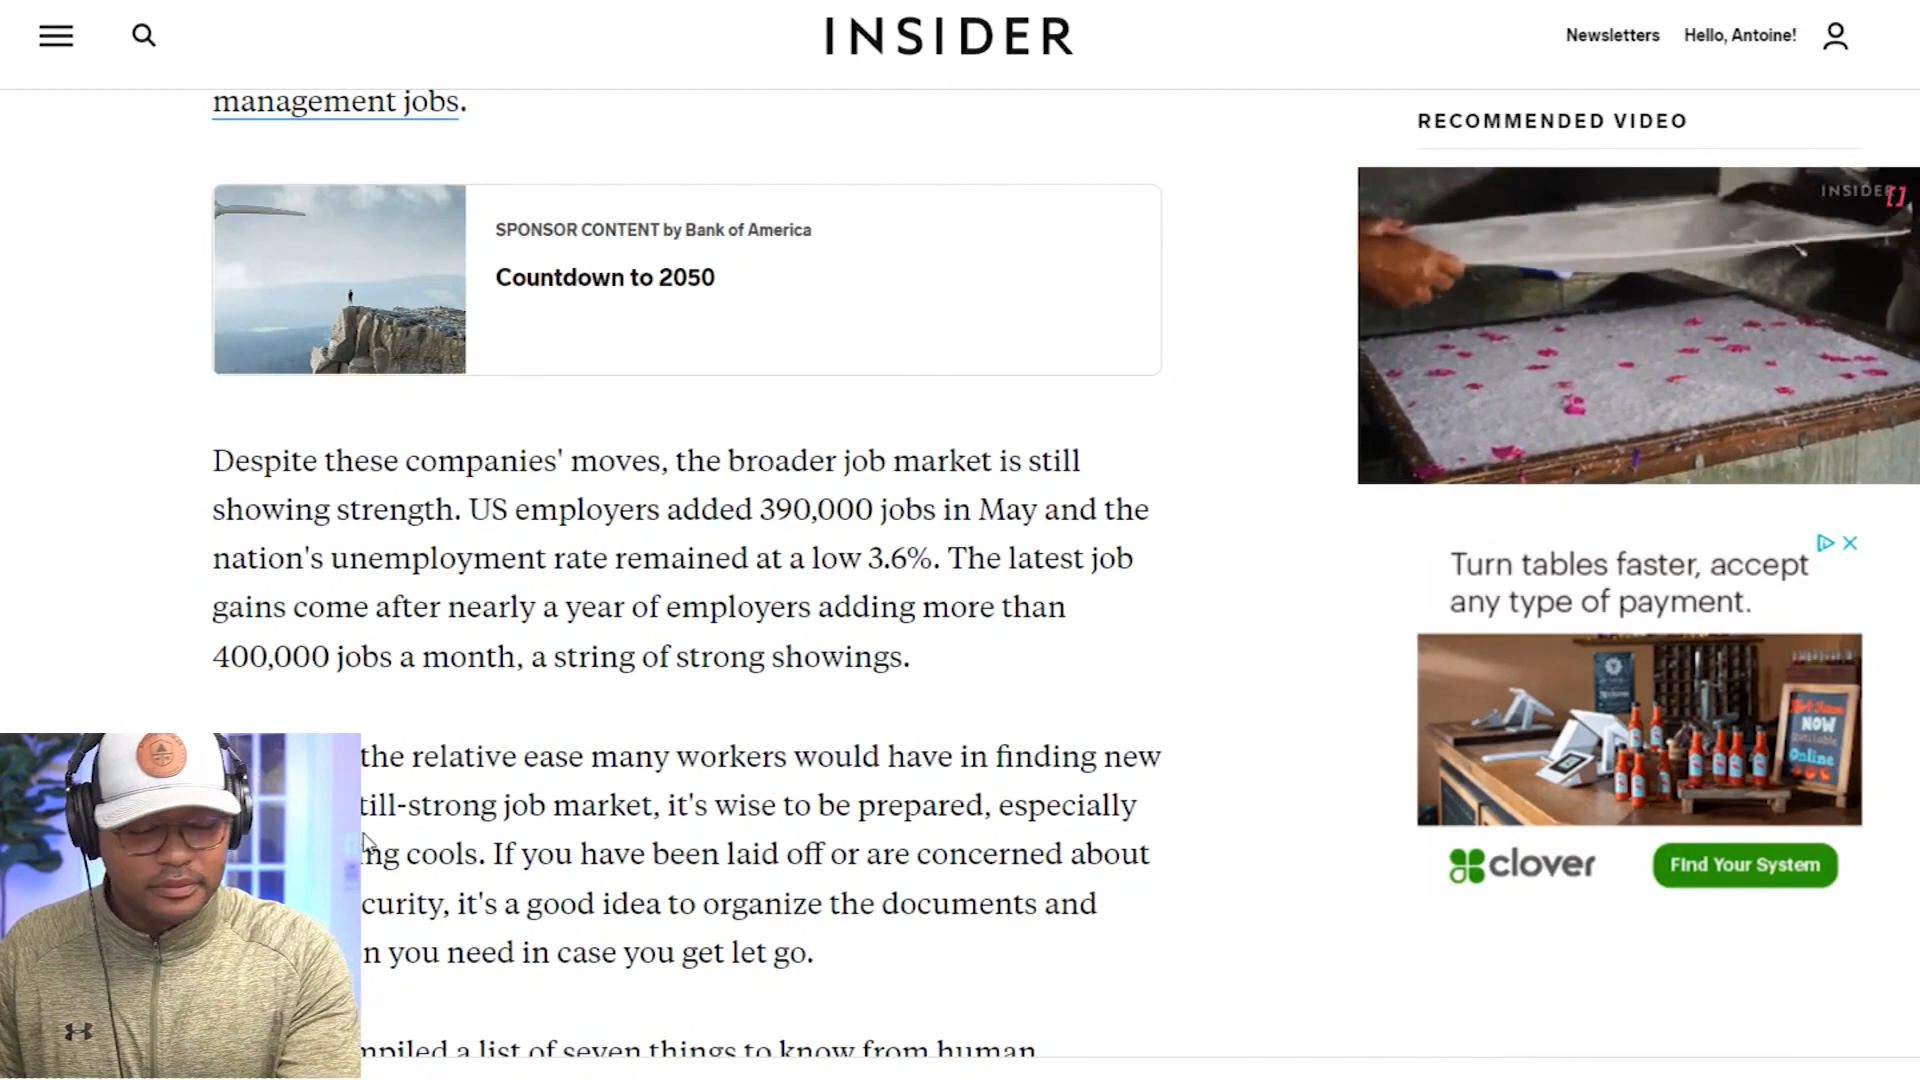 INSIDER
Newsletters
Hello, Antoine!
management jobs.
SPONSOR CONTENT by Bank of America
Countdown to 2050
Despite these companies' moves, the broader job market is still
showing strength. US employers added 390,000 jobs in May and the
nation's unemployment rate remained at a low 3.6%. The latest job
gains come after nearly a year of employers adding more than
400,000 jobs a month, a string of strong showings.
the relative ease many workers would have in finding new
till-strong job market, it's wise to be prepared, especially
ng cools. If you have been laid off or are concerned about
curity, it's a good idea to organize the documents and
n you need in case you get let go.
mpiled a list of seven things to know from human
RECOMMENDED VIDEO
INSIDER
Turn tables faster, accept
any type of payment.
NOW
Online
clover
Find Your System